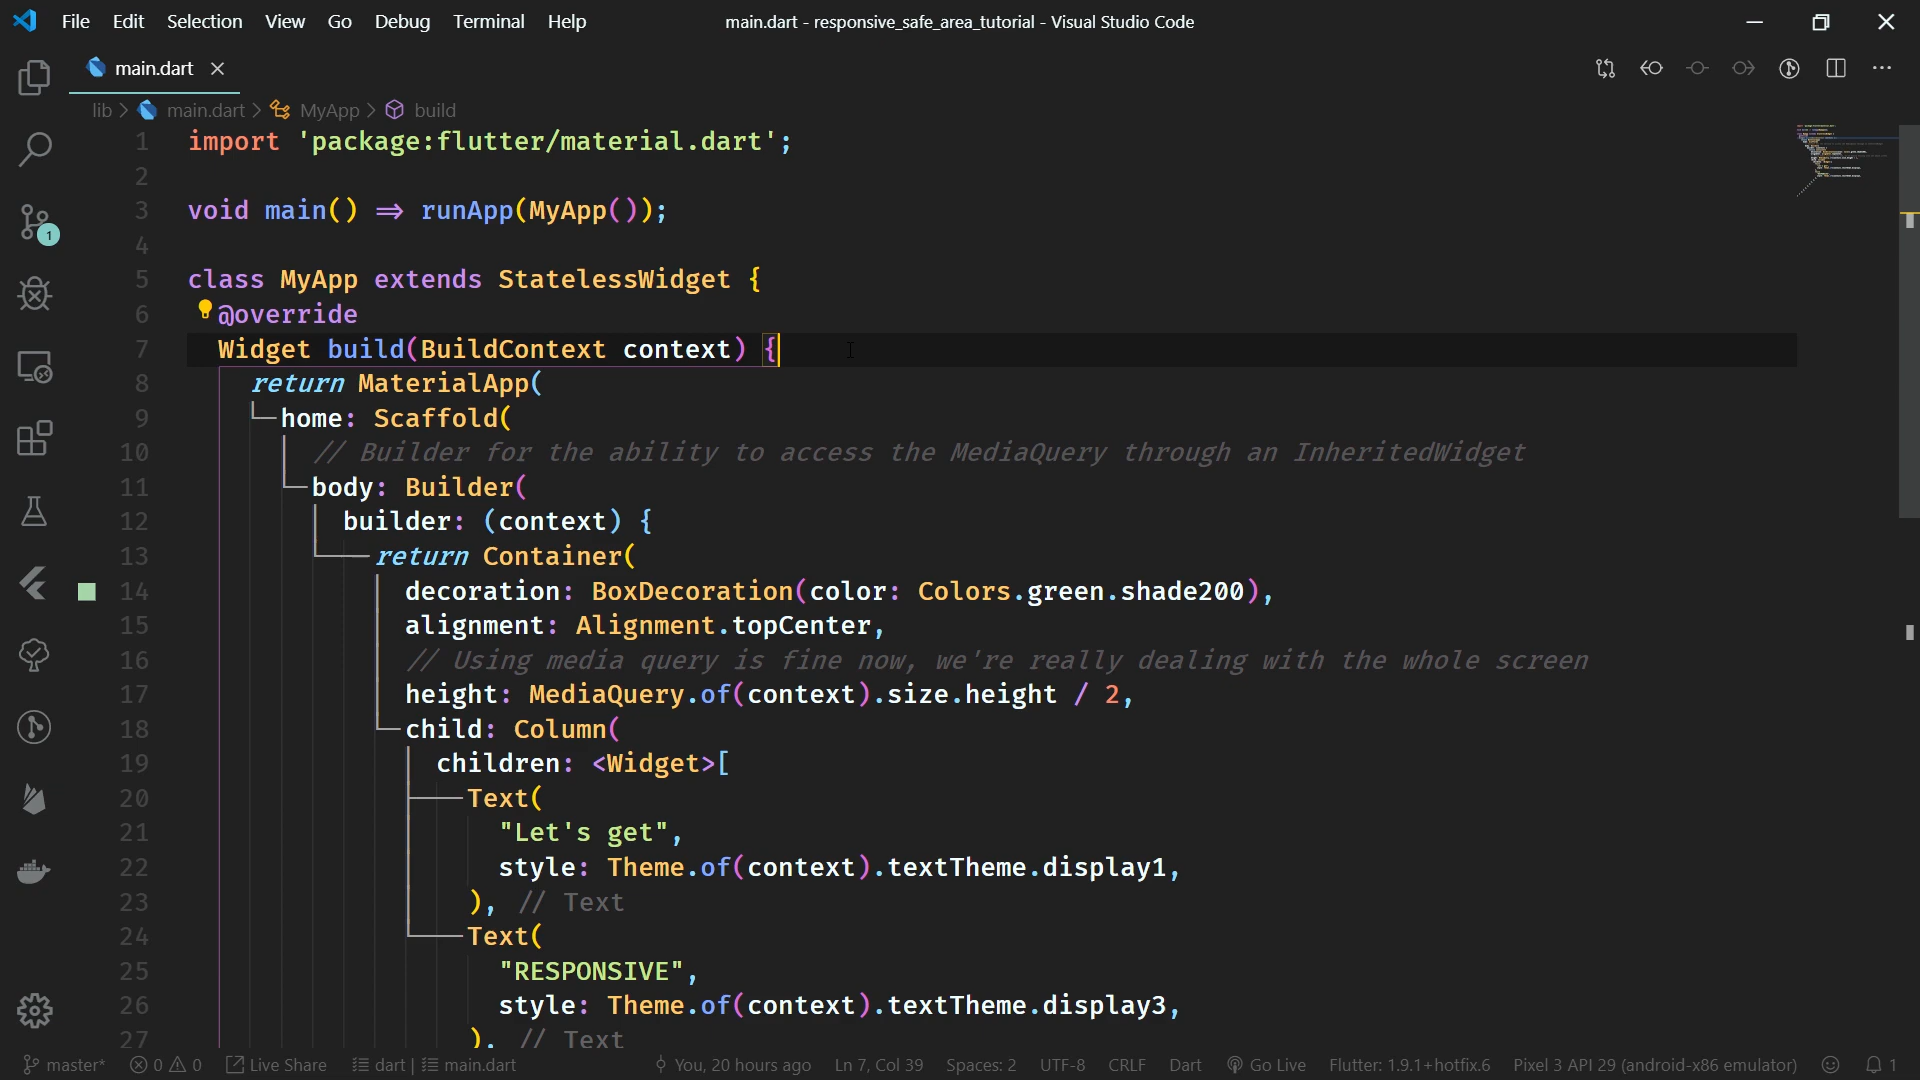 File Edit Selection View Go Debug Terminal Help
main.dart - responsive_safe_area_tutorial - Visual Studio Code
main.dart
lib > main.dart > MyApp > build
1 import 'package:flutter/material.dart';
2
3 void main() => runApp(MyApp());
4
5 class MyApp extends StatelessWidget {
6 @override
7 Widget build(BuildContext context) {
8 return MaterialApp(
9 home: Scaffold(
10 // Builder for the ability to access the MediaQuery through an InheritedWidget
11 body: Builder(
12 builder: (context) {
13 return Container(
14 decoration: BoxDecoration(color: Colors.green.shade200),
15 alignment: Alignment.topCenter,
16 // Using media query is fine now, we're really dealing with the whole screen
17 height: MediaQuery.of(context).size.height / 2,
18 child: Column(
19 children: <Widget>[
20 Text(
21 "Let's get",
22 style: Theme.of(context).textTheme.display1,
23 ), // Text
24 Text(
25 "RESPONSIVE",
26 style: Theme.of(context).textTheme.display3,
27 ), // Text
1
master* 0 0 Live Share dart | main.dart You, 20 hours ago Ln 7, Col 39 Spaces: 2 UTF-8 CRLF Dart Go Live Flutter: 1.9.1+hotfix.6 Pixel 3 API 29 (android-x86 emulator) 1